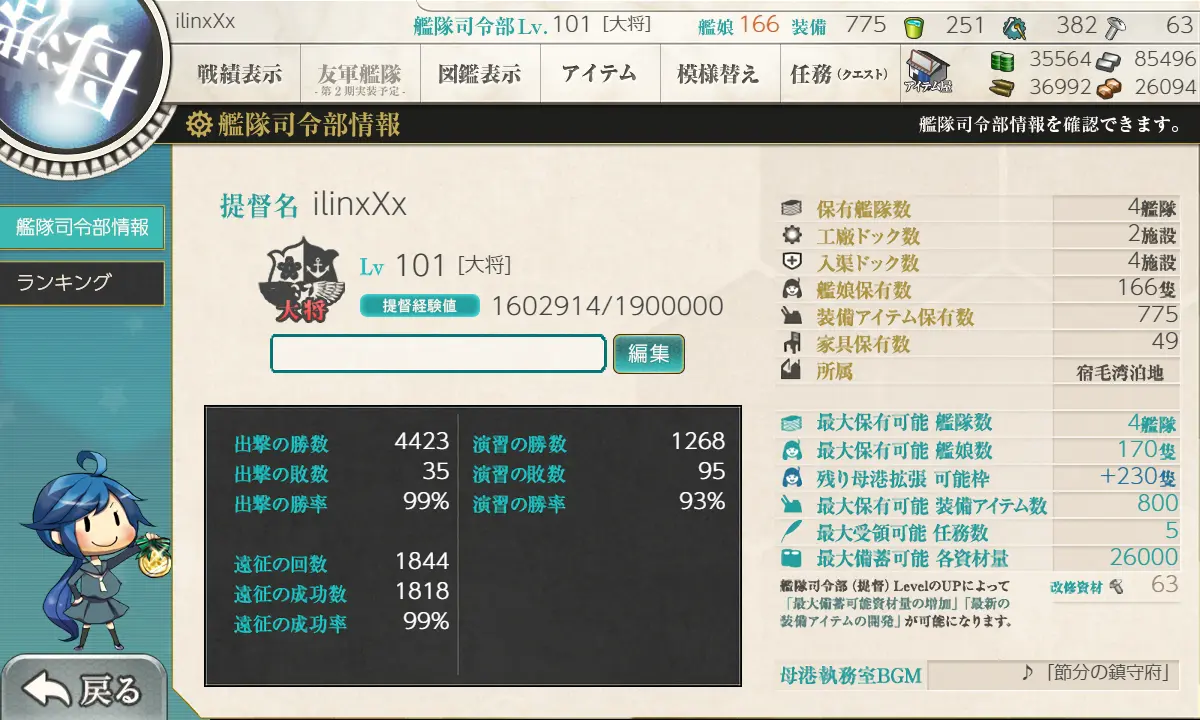 ilinxXx
艦隊司令部Lv. 101 [大将]
艦娘 166 装備 775 251 382 63
戦績表示 友軍艦隊 図鑑表示 アイテム 模様替え 任務(クエスト) アイテム屋
- 第2期実装予定 -
35564 85496
36992 26094
艦隊司令部情報
艦隊司令部情報を確認できます。
艦隊司令部情報
ランキング
提督名 ilinxXx
大将
Lv 101 [大将]
提督経験値 1602914/1900000
編集
出撃の勝数 4423 演習の勝数 1268
出撃の敗数 35 演習の敗数 95
出撃の勝率 99% 演習の勝率 93%
遠征の回数 1844
遠征の成功数 1818
遠征の成功率 99%
保有艦隊数 4艦隊
工廠ドック数 2施設
入渠ドック数 4施設
艦娘保有数 166隻
装備アイテム保有数 775
家具保有数 49
所属 宿毛湾泊地
最大保有可能 艦隊数 4艦隊
最大保有可能 艦娘数 170隻
残り母港拡張 可能枠 +230隻
最大保有可能 装備アイテム数 800
最大受領可能 任務数 5
最大備蓄可能 各資材量 26000
艦隊司令部(提督)LevelのUPによって
「最大備蓄可能資材量の増加」「最新の
装備アイテムの開発」が可能になります。
改修資材 63
母港執務室BGM ♪「節分の鎮守府」
戻る